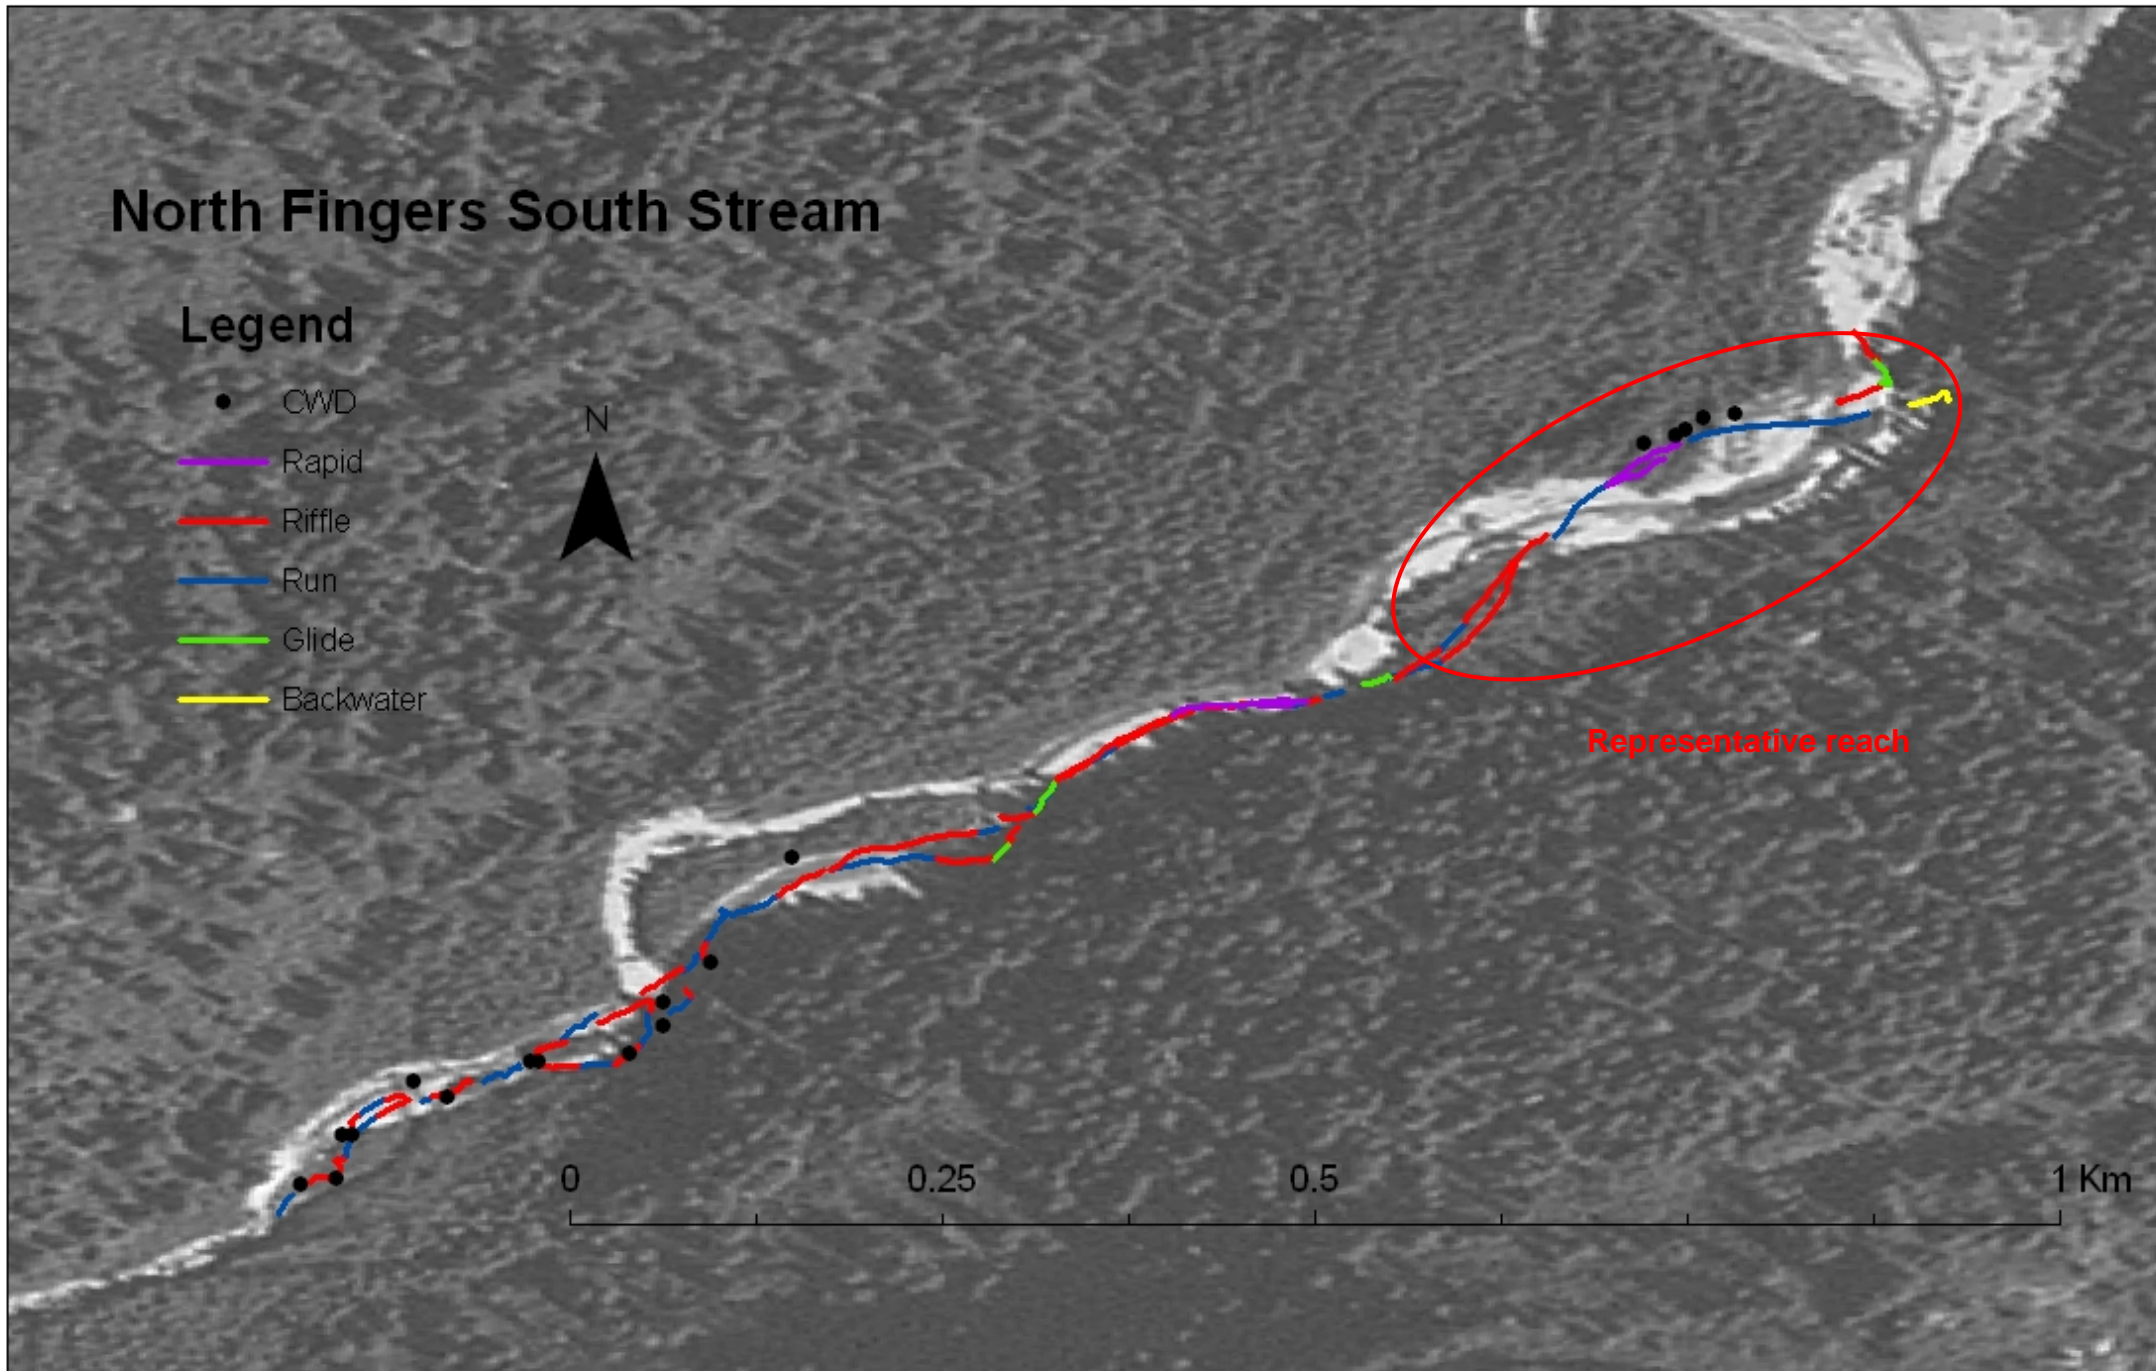 North Fingers South Stream
Legend
CWD
Rapid
Riffle
Run
Glide
Backwater
N
Representative reach
0 0.25 0.5 1 Km